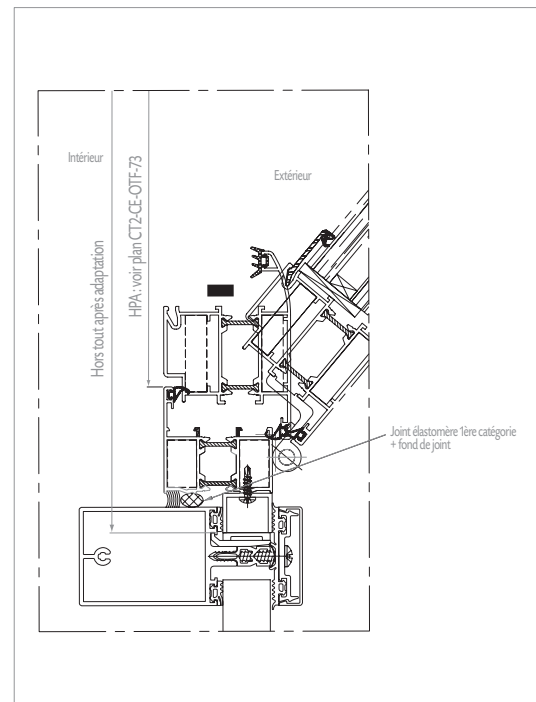 Intérieur
Extérieur
Hors tout après adaptation
HPA : voir plan CT2-CE-OTF-73
Joint élastomère 1ère catégorie
+ fond de joint